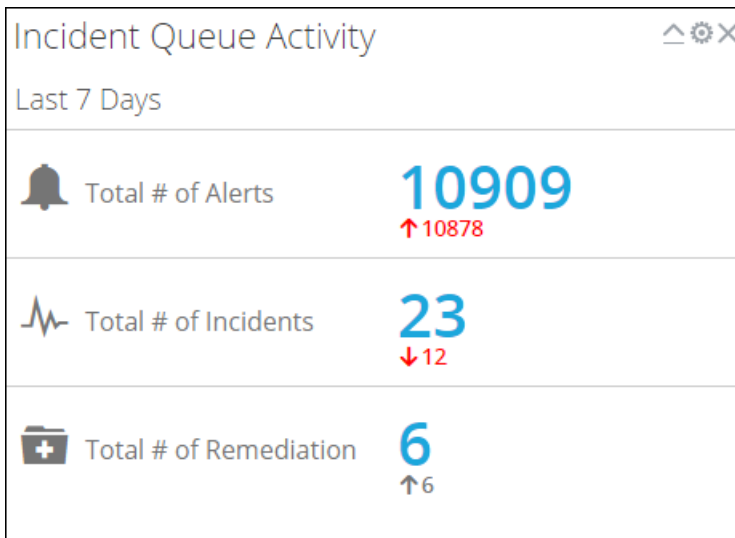 Incident Queue Activity
Last 7 Days
Total # of Alerts
10909
↑10878
Total # of Incidents
23
↓12
Total # of Remediation
6
↑6